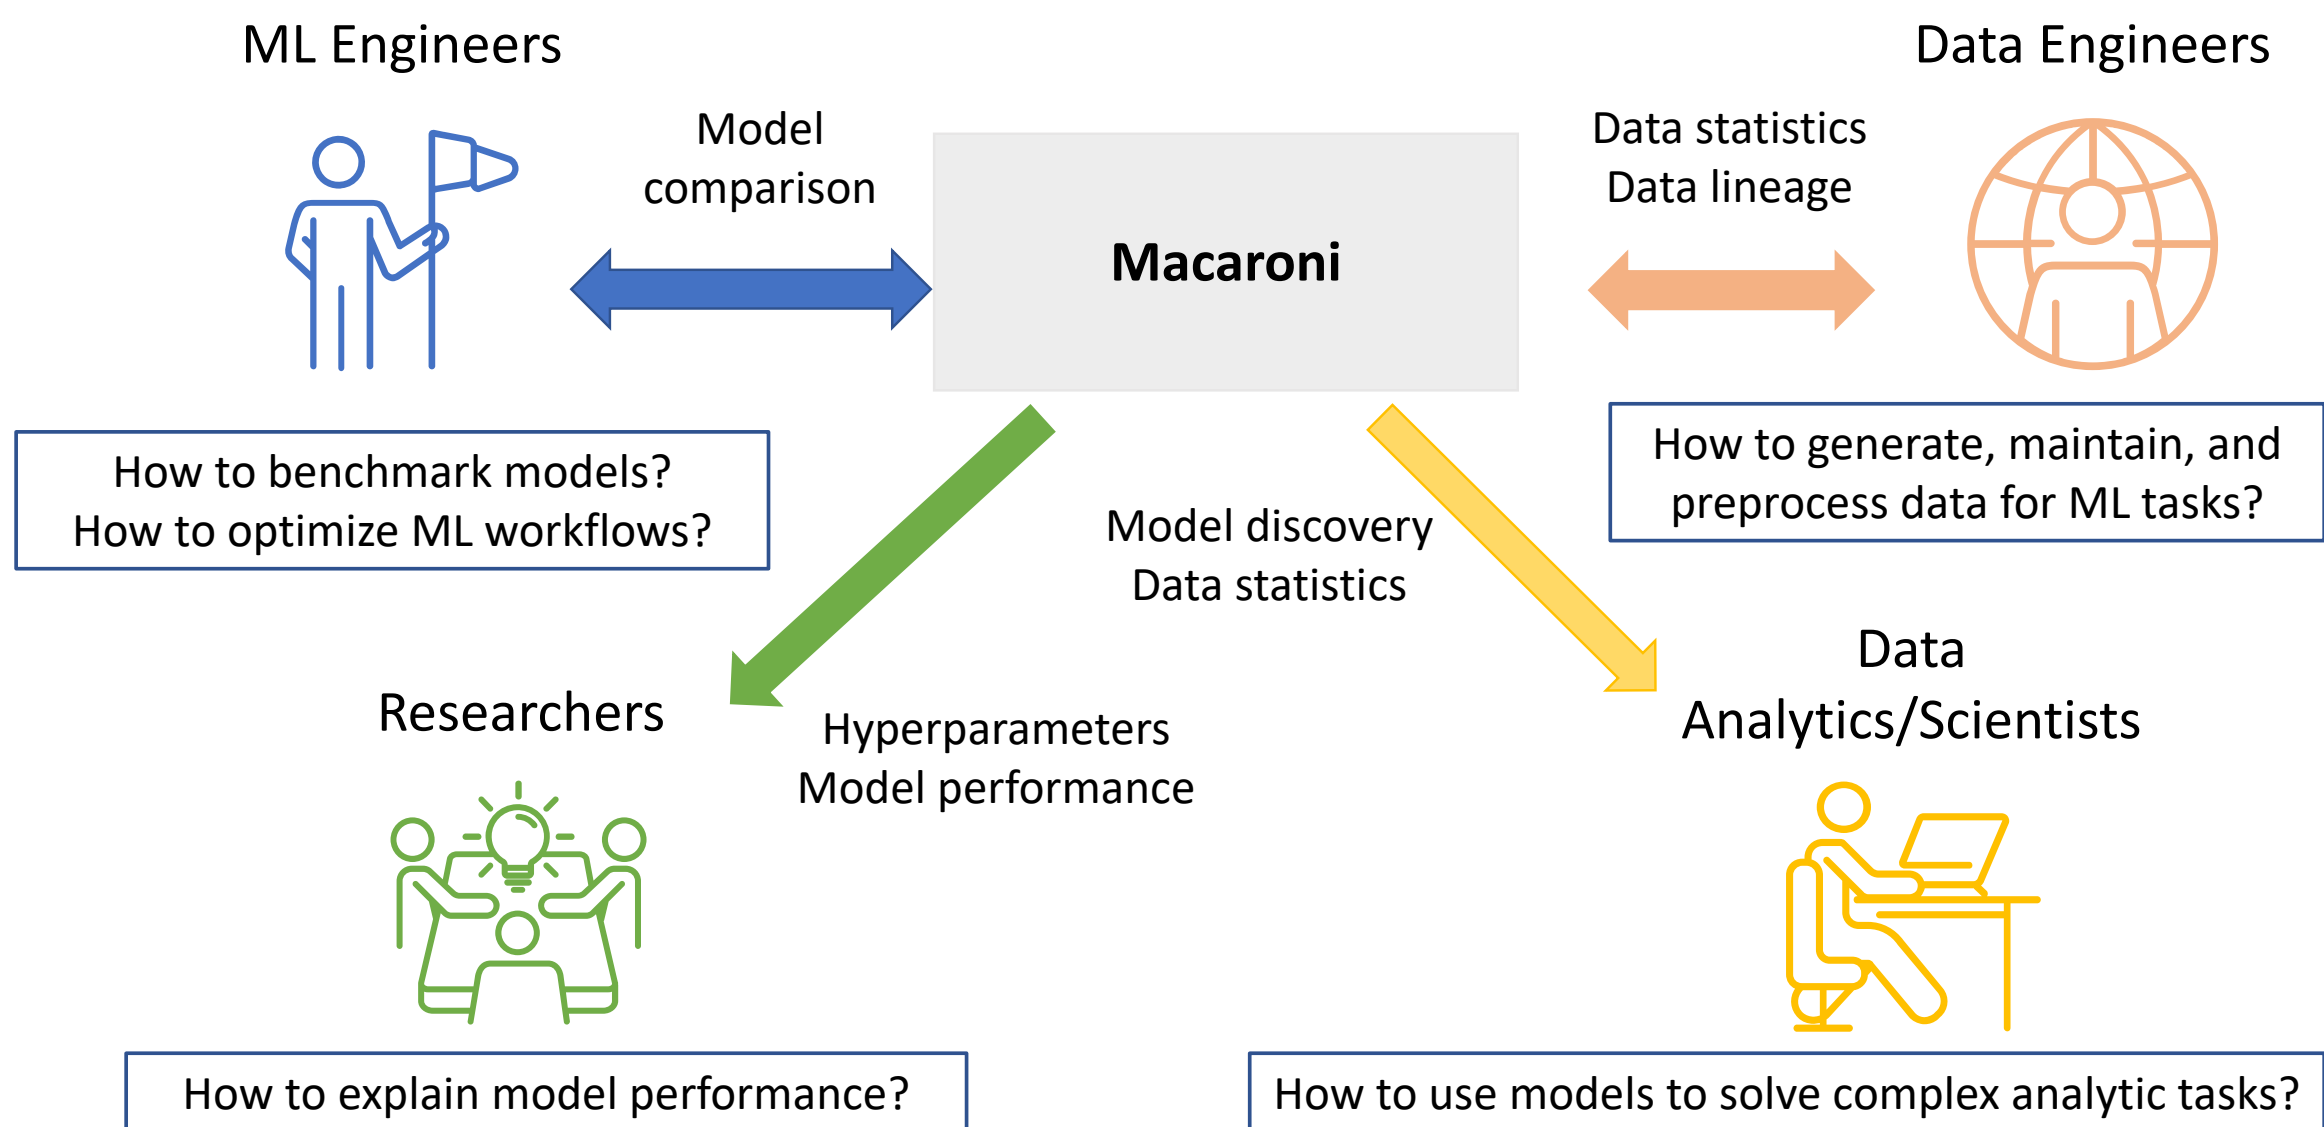 ML Engineers
Model
comparison
Macaroni
Data statistics
Data lineage
Data Engineers
How to benchmark models?
How to optimize ML workflows?
How to generate, maintain, and
preprocess data for ML tasks?
Model discovery
Data statistics
Researchers
Hyperparameters
Model performance
Data
Analytics/Scientists
How to explain model performance?
How to use models to solve complex analytic tasks?